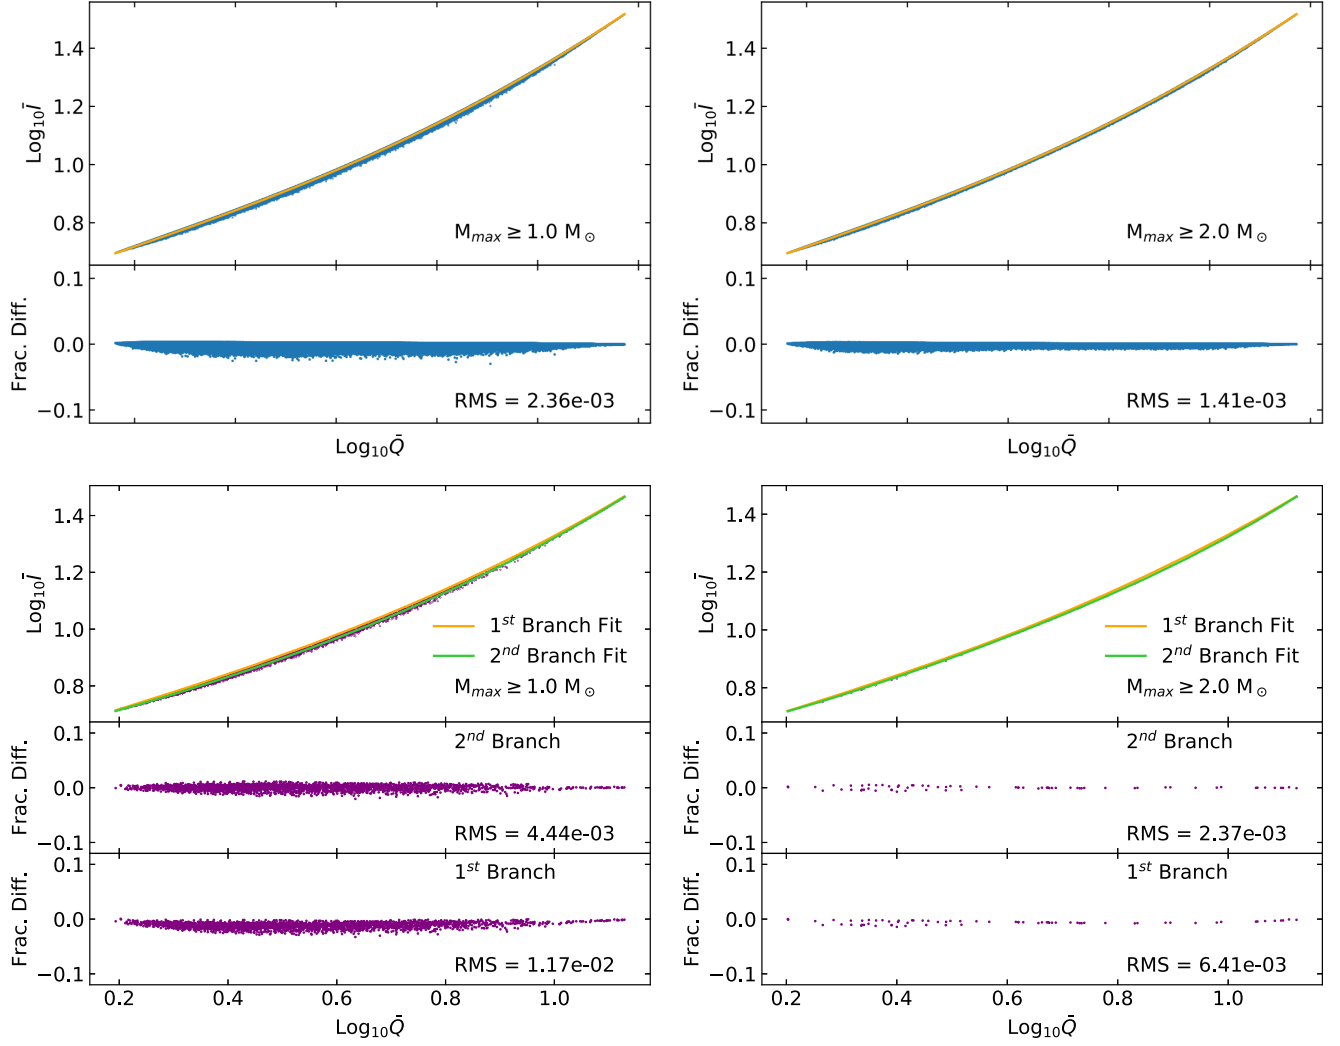 1.4
1.2
1.0
0.8
Log₁₀Ī
M_max ≥ 1.0 M_⊙
0.1
0.0
−0.1
Frac. Diff.
RMS = 2.36e-03
Log₁₀Q̄
1.4
1.2
1.0
0.8
Log₁₀Ī
M_max ≥ 2.0 M_⊙
0.1
0.0
−0.1
Frac. Diff.
RMS = 1.41e-03
Log₁₀Q̄
1.4
1.2
1.0
0.8
Log₁₀Ī
1ˢᵗ Branch Fit
2ⁿᵈ Branch Fit
M_max ≥ 1.0 M_⊙
0.1
0.0
−0.1
Frac. Diff.
2ⁿᵈ Branch
RMS = 4.44e-03
0.1
0.0
−0.1
Frac. Diff.
1ˢᵗ Branch
RMS = 1.17e-02
0.2 0.4 0.6 0.8 1.0
Log₁₀Q̄
1.4
1.2
1.0
0.8
Log₁₀Ī
1ˢᵗ Branch Fit
2ⁿᵈ Branch Fit
M_max ≥ 2.0 M_⊙
0.1
0.0
−0.1
Frac. Diff.
2ⁿᵈ Branch
RMS = 2.37e-03
0.1
0.0
−0.1
Frac. Diff.
1ˢᵗ Branch
RMS = 6.41e-03
0.2 0.4 0.6 0.8 1.0
Log₁₀Q̄